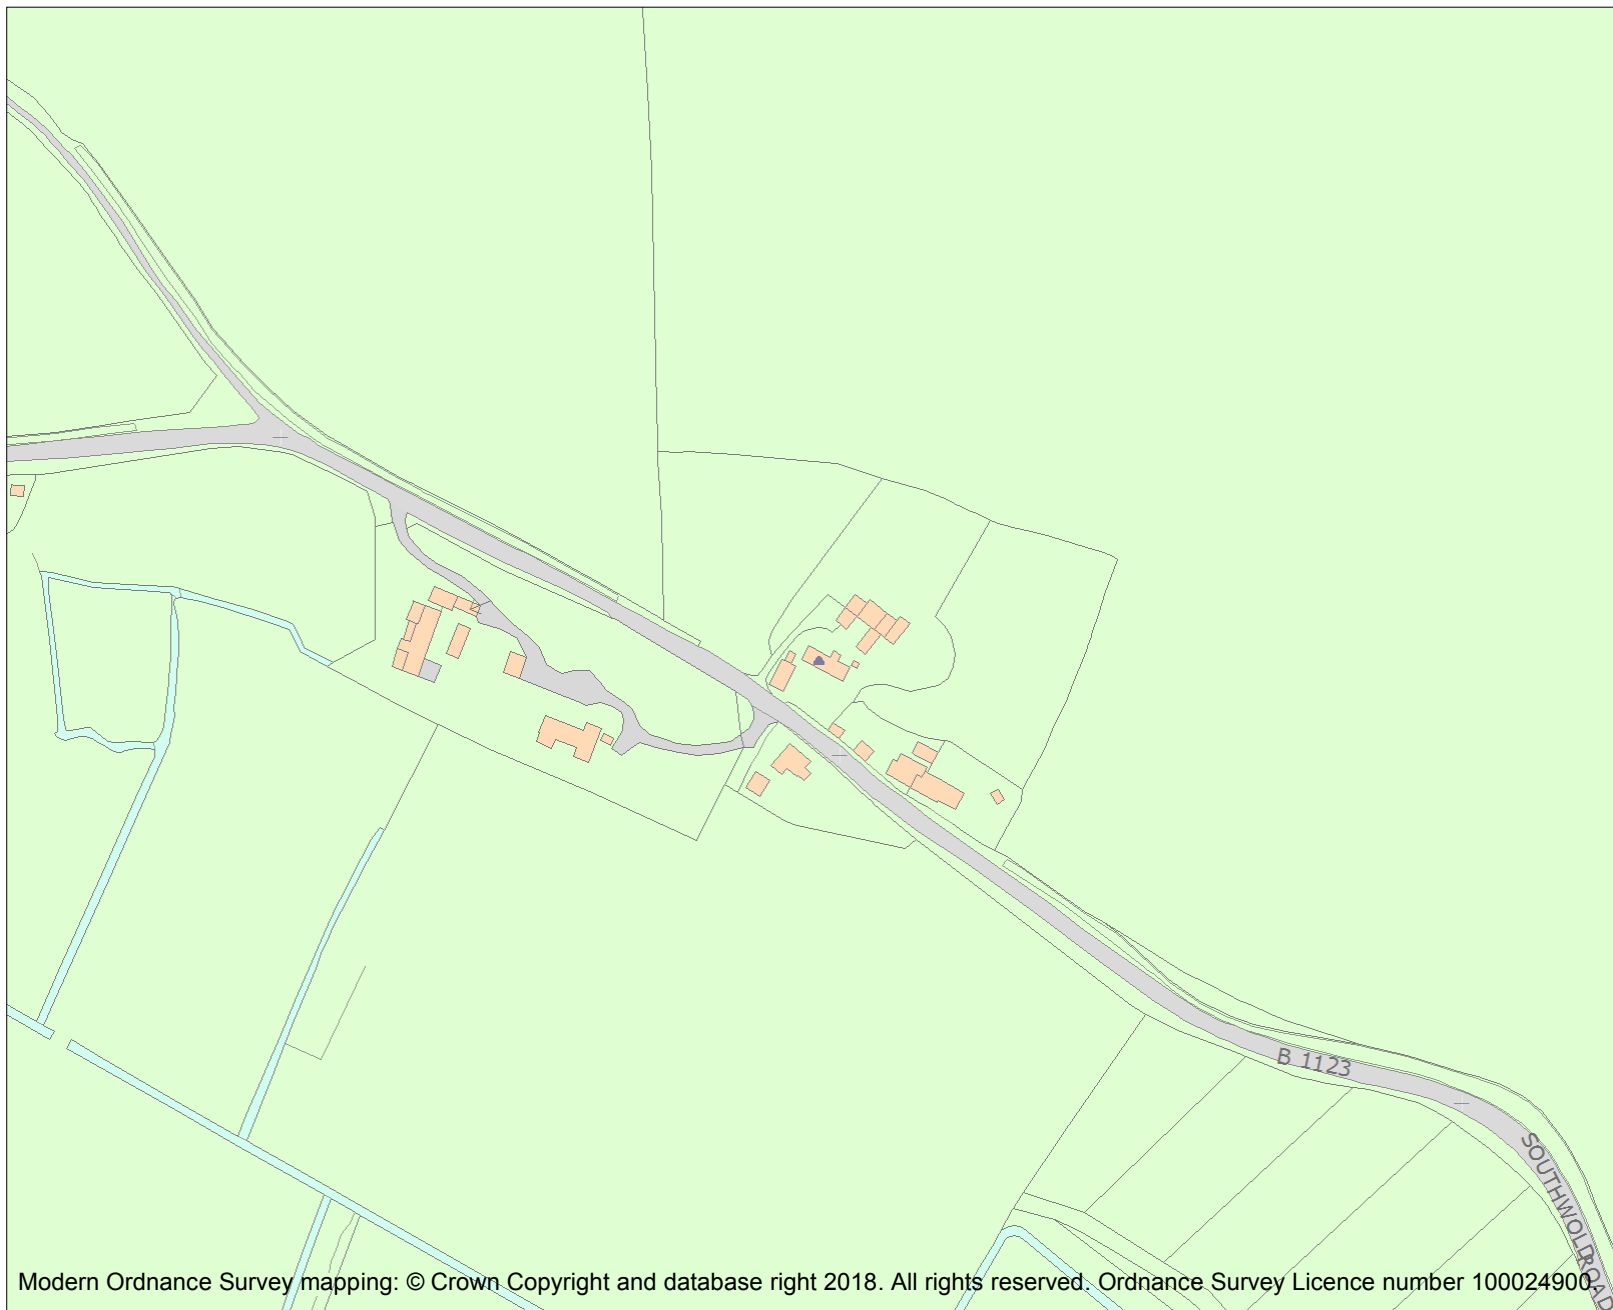 B 1123
SOUTHWOLD ROAD
Modern Ordnance Survey mapping: © Crown Copyright and database right 2018. All rights reserved. Ordnance Survey Licence number 100024900.